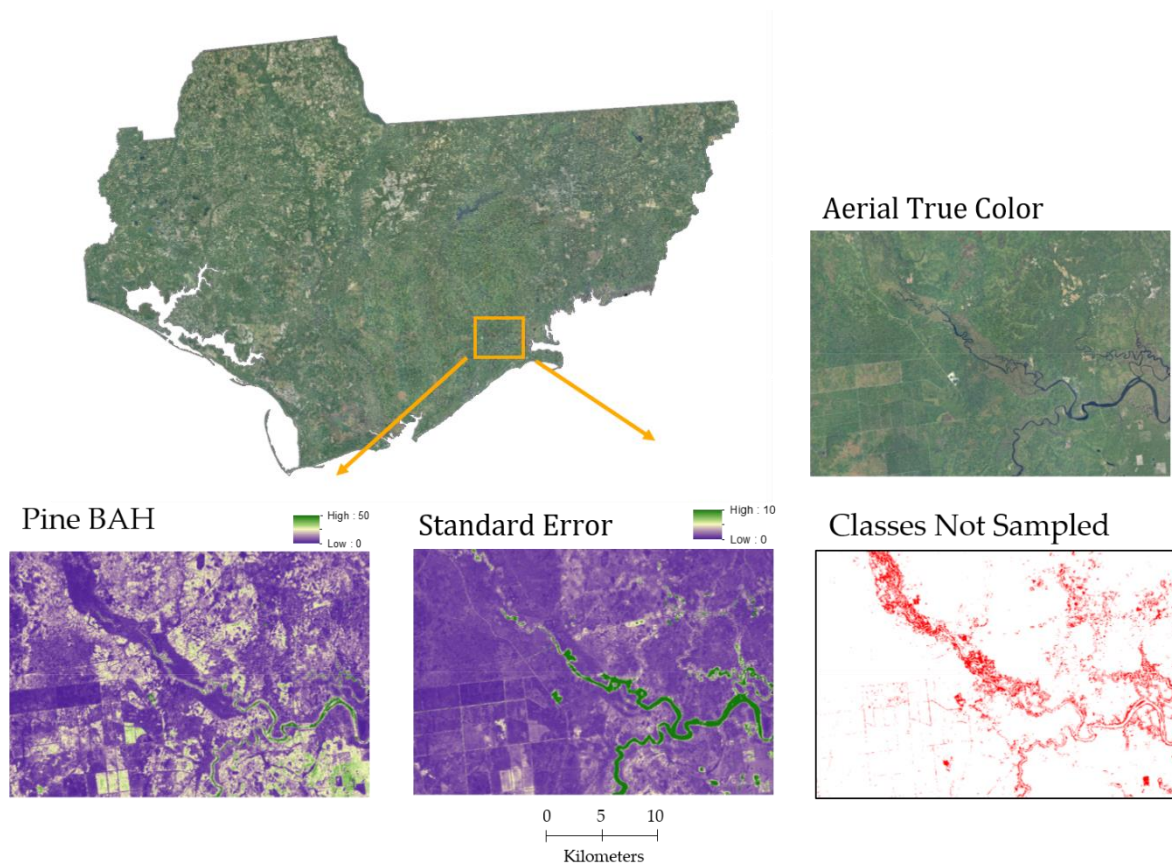 Aerial True Color
Pine BAH
High : 50
Low : 0
Standard Error
High : 10
Low : 0
Classes Not Sampled
0 5 10
Kilometers